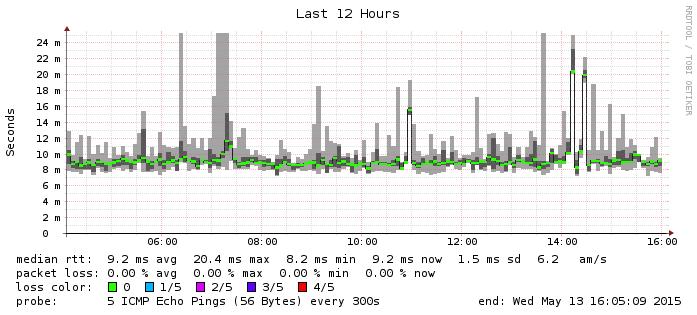 Last 12 Hours
RRDTOOL / TOBI OETIKER
Seconds
24 m
22 m
20 m
18 m
16 m
14 m
12 m
10 m
8 m
6 m
4 m
2 m
0
06:00 08:00 10:00 12:00 14:00 16:00
median rtt: 9.2 ms avg 20.4 ms max 8.2 ms min 9.2 ms now 1.5 ms sd 6.2 am/s
packet loss: 0.00 % avg 0.00 % max 0.00 % min 0.00 % now
loss color: 0 1/5 2/5 3/5 4/5
probe: 5 ICMP Echo Pings (56 Bytes) every 300s end: Wed May 13 16:05:09 2015